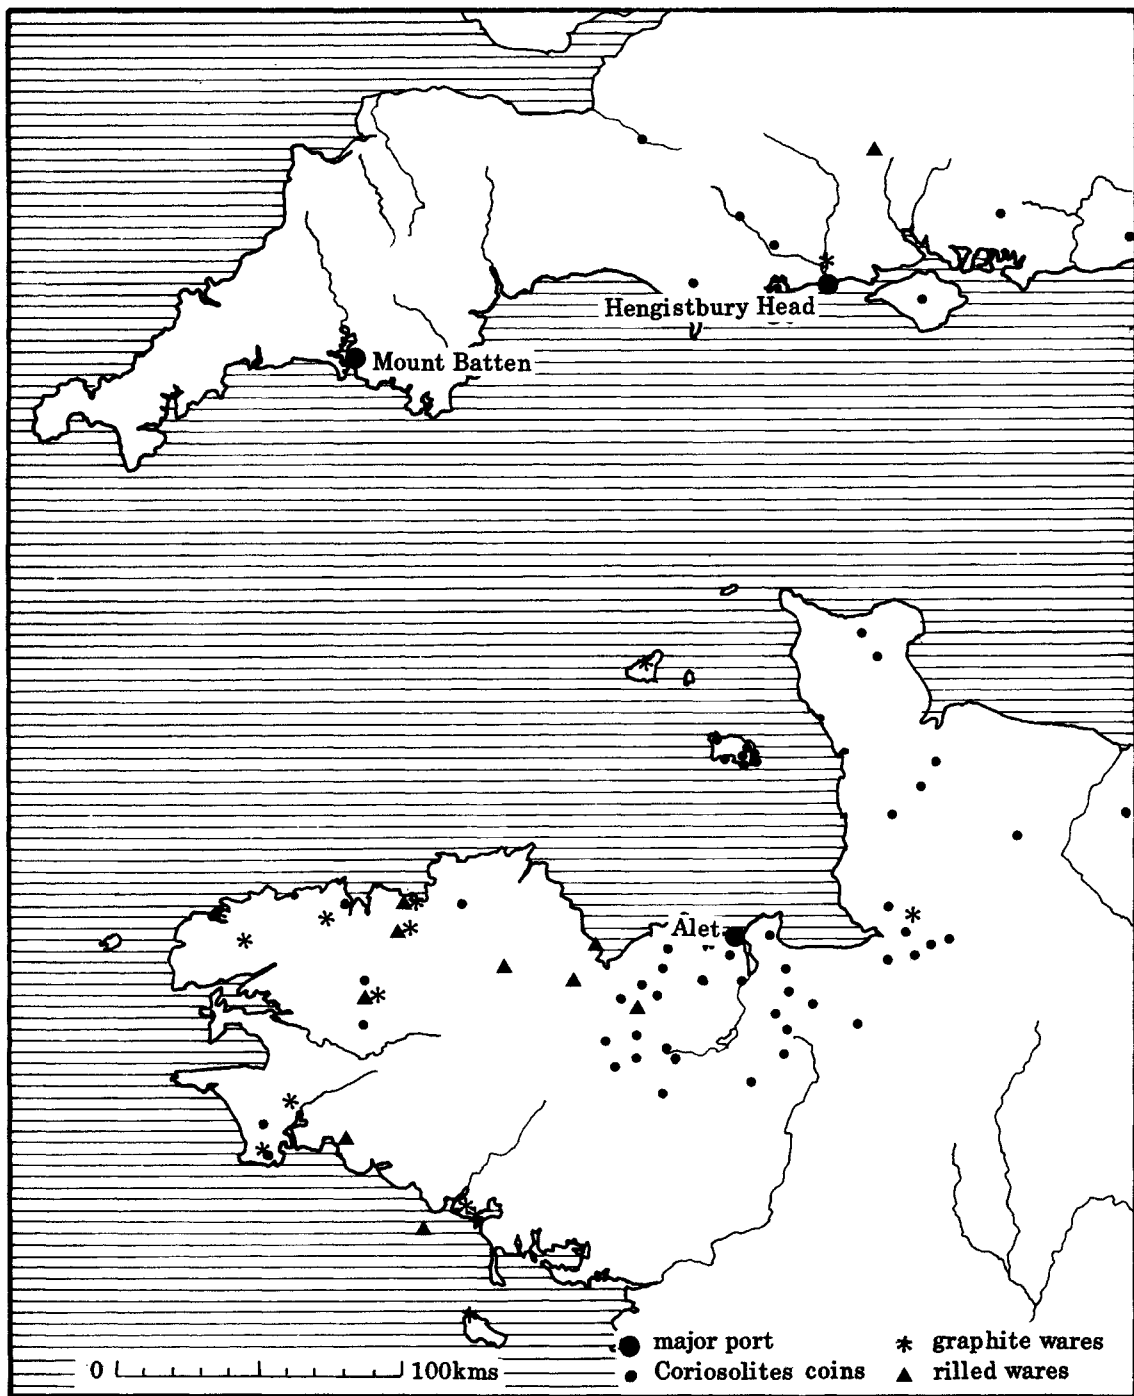 Hengistbury Head
Mount Batten
Alet
major port
graphite wares
0 100kms
Coriosolites coins
rilled wares